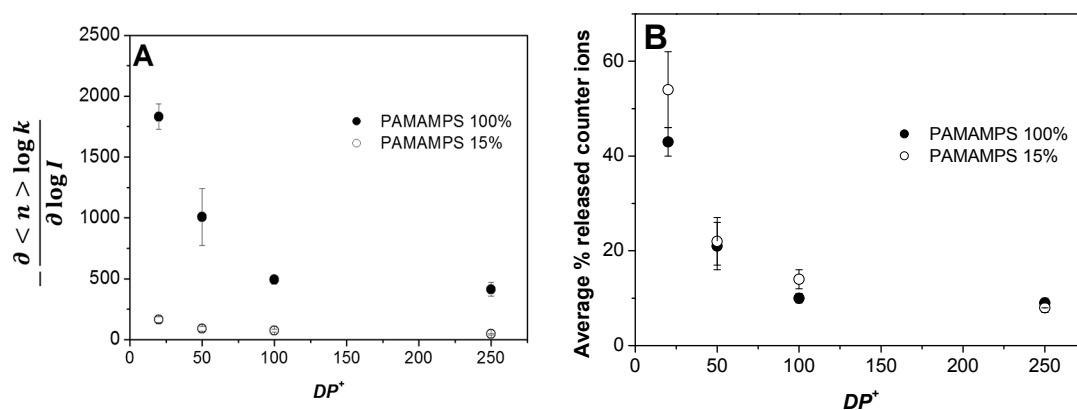 A
− ∂ < n > log k / ∂ log I
2500
2000
1500
1000
500
0
PAMAMPS 100%
PAMAMPS 15%
0 50 100 150 200 250
DP+
B
Average % released counter ions
60
40
20
0
PAMAMPS 100%
PAMAMPS 15%
0 50 100 150 200 250
DP+